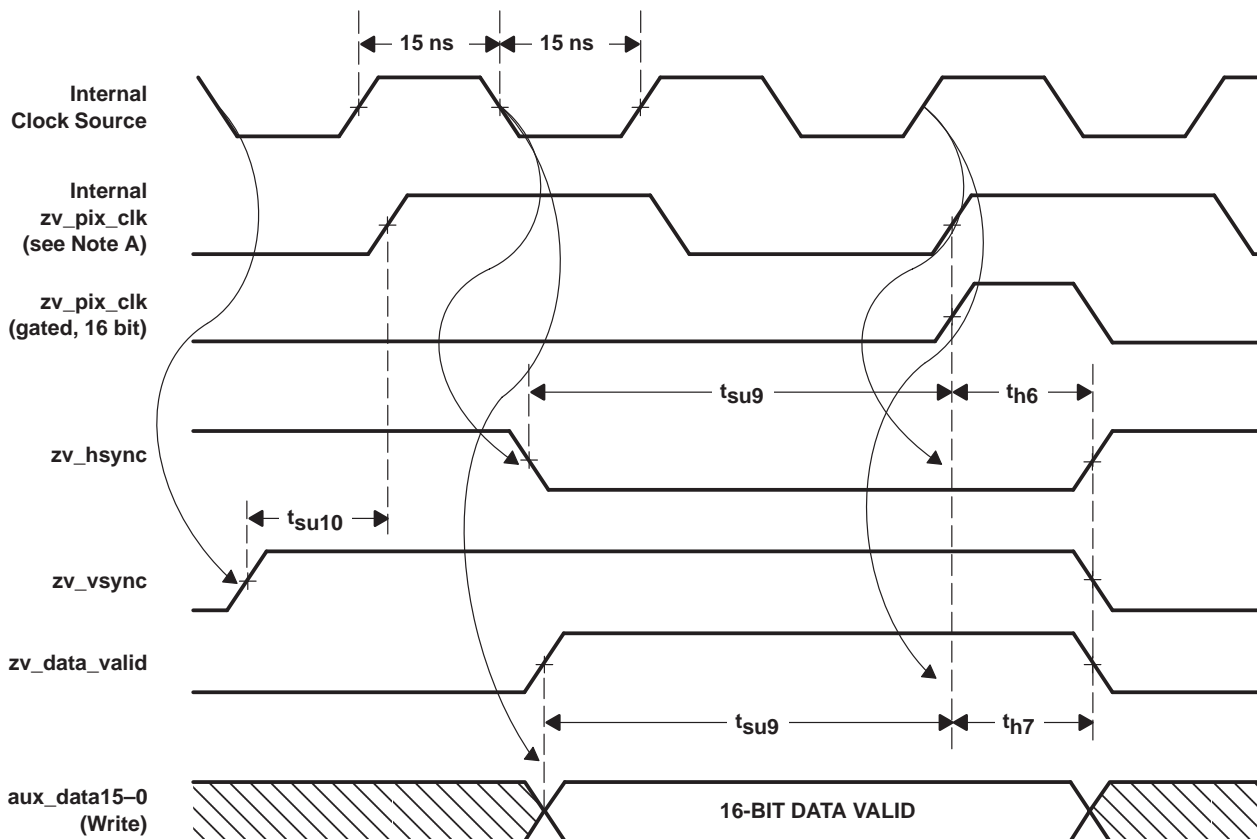 15 ns
15 ns
Internal
Clock Source
Internal
zv_pix_clk
(see Note A)
zv_pix_clk
(gated, 16 bit)
tsu9
th6
zv_hsync
tsu10
zv_vsync
zv_data_valid
tsu9
th7
aux_data15–0
(Write)
16-BIT DATA VALID